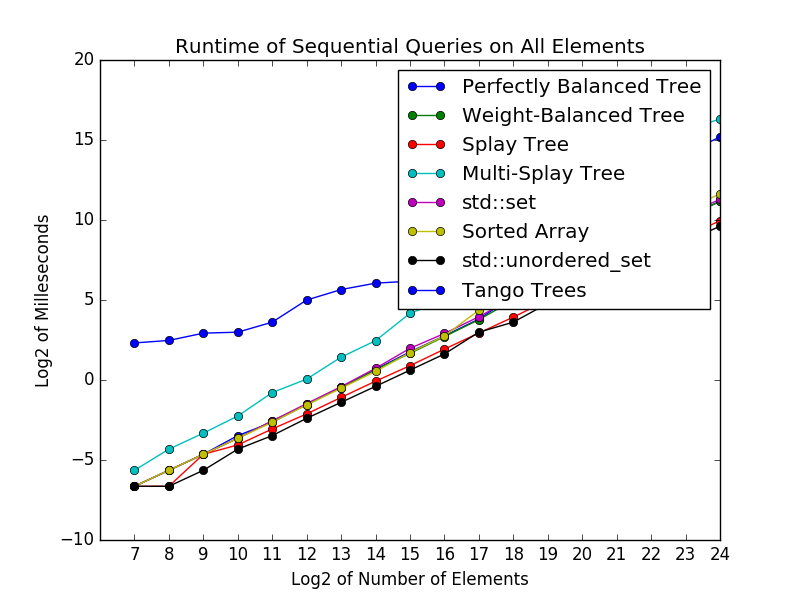 Runtime of Sequential Queries on All Elements
20
15
10
5
0
−5
−10
Log2 of Milleseconds
Perfectly Balanced Tree
Weight-Balanced Tree
Splay Tree
Multi-Splay Tree
std::set
Sorted Array
std::unordered_set
Tango Trees
7 8 9 10 11 12 13 14 15 16 17 18 19 20 21 22 23 24
Log2 of Number of Elements